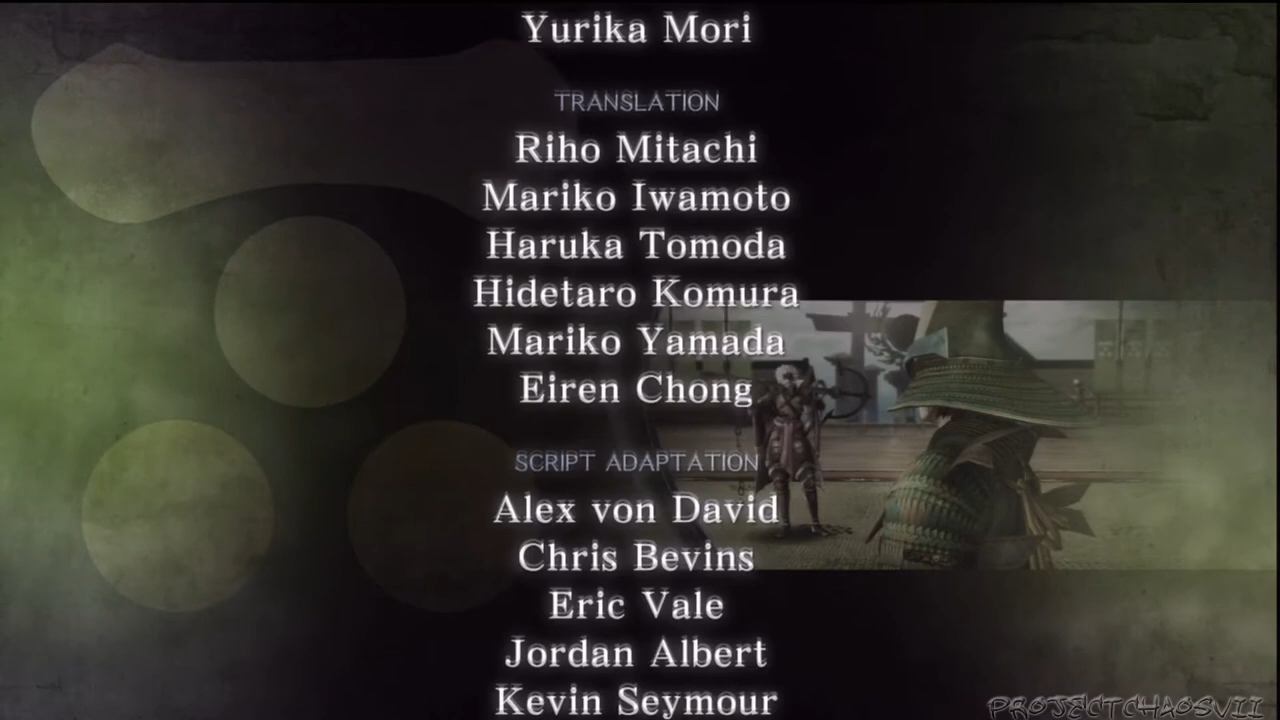 Yurika Mori
TRANSLATION
Riho Mitachi
Mariko Iwamoto
Haruka Tomoda
Hidetaro Komura
Mariko Yamada
Eiren Chong
SCRIPT ADAPTATION
Alex von David
Chris Bevins
Eric Vale
Jordan Albert
Kevin Seymour
PROJECTCHAOSVII